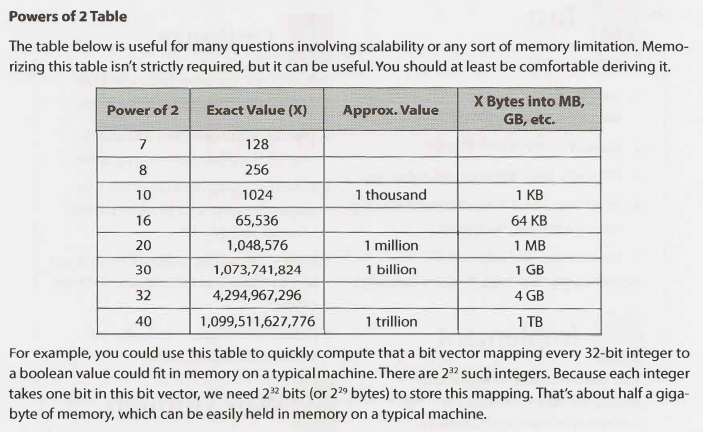 Powers of 2 Table
The table below is useful for many questions involving scalability or any sort of memory limitation. Memo-
rizing this table isn't strictly required, but it can be useful. You should at least be comfortable deriving it.
Power of 2 Exact Value (X) Approx. Value X Bytes into MB,
GB, etc.
7 128
8 256
10 1024 1 thousand 1 KB
16 65,536 64 KB
20 1,048,576 1 million 1 MB
30 1,073,741,824 1 billion 1 GB
32 4,294,967,296 4 GB
40 1,099,511,627,776 1 trillion 1 TB
For example, you could use this table to quickly compute that a bit vector mapping every 32-bit integer to
a boolean value could fit in memory on a typical machine. There are 2³² such integers. Because each integer
takes one bit in this bit vector, we need 2³² bits (or 2²⁹ bytes) to store this mapping. That's about half a giga-
byte of memory, which can be easily held in memory on a typical machine.